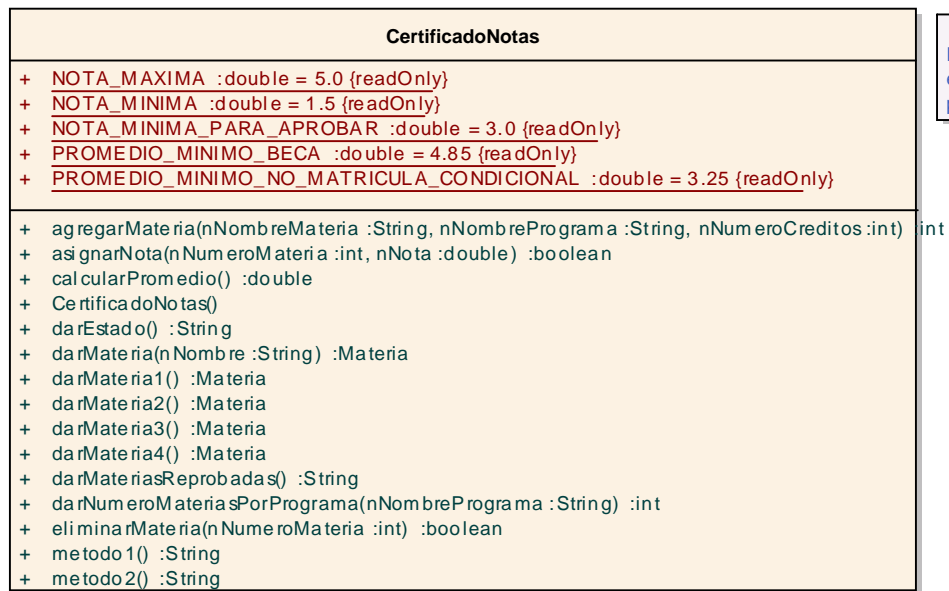 CertificadoNotas
+ NOTA_MAXIMA :double = 5.0 {readOnly}
+ NOTA_MINIMA :double = 1.5 {readOnly}
+ NOTA_MINIMA_PARA_APROBAR :double = 3.0 {readOnly}
+ PROMEDIO_MINIMO_BECA :double = 4.85 {readOnly}
+ PROMEDIO_MINIMO_NO_MATRICULA_CONDICIONAL :double = 3.25 {readOnly}
+ agregarMateria(nNombreMateria :String, nNombrePrograma :String, nNumeroCreditos :int) :int
+ asignarNota(nNumeroMateria :int, nNota :double) :boolean
+ calcularPromedio() :double
+ CertificadoNotas()
+ darEstado() :String
+ darMateria(nNombre :String) :Materia
+ darMateria1() :Materia
+ darMateria2() :Materia
+ darMateria3() :Materia
+ darMateria4() :Materia
+ darMateriasReprobadas() :String
+ darNumeroMateriasPorPrograma(nNombrePrograma :String) :int
+ eliminarMateria(nNumeroMateria :int) :boolean
+ metodo1() :String
+ metodo2() :String